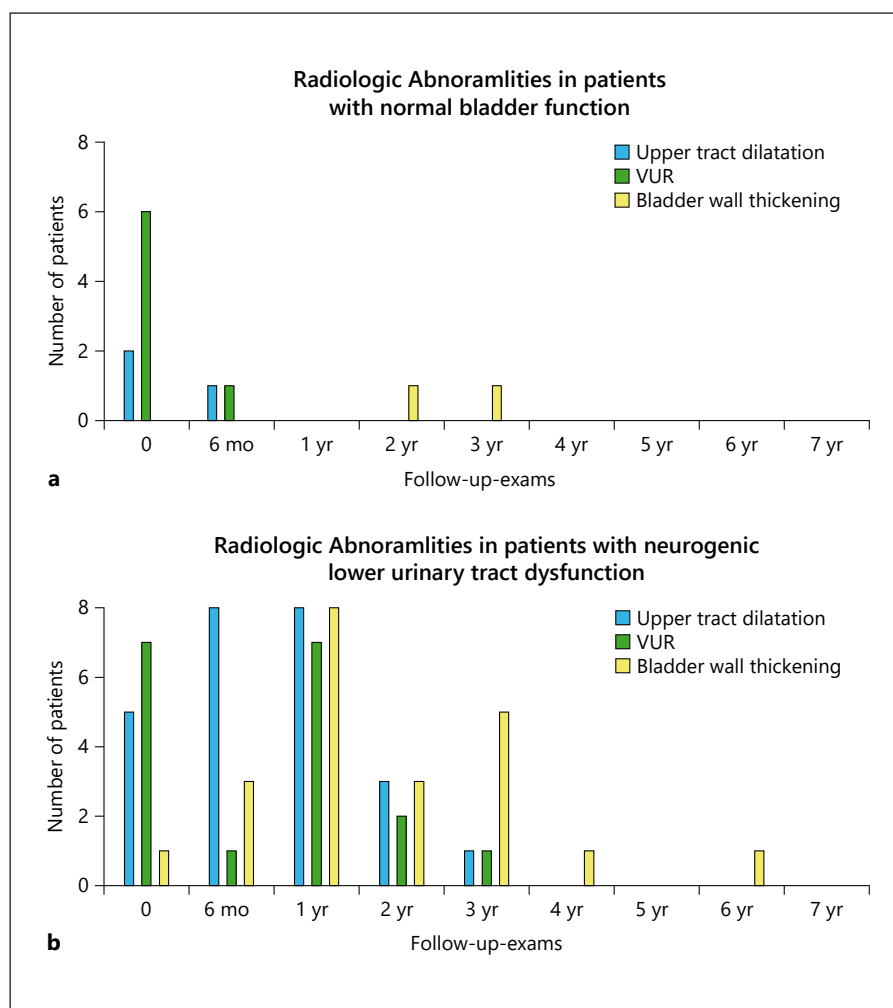 Radiologic Abnoramlities in patients
with normal bladder function
8
6
4
2
0
Number of patients
Upper tract dilatation
VUR
Bladder wall thickening
0 6 mo 1 yr 2 yr 3 yr 4 yr 5 yr 6 yr 7 yr
a
Follow-up-exams
Radiologic Abnoramlities in patients with neurogenic
lower urinary tract dysfunction
8
6
4
2
0
Number of patients
Upper tract dilatation
VUR
Bladder wall thickening
0 6 mo 1 yr 2 yr 3 yr 4 yr 5 yr 6 yr 7 yr
b
Follow-up-exams